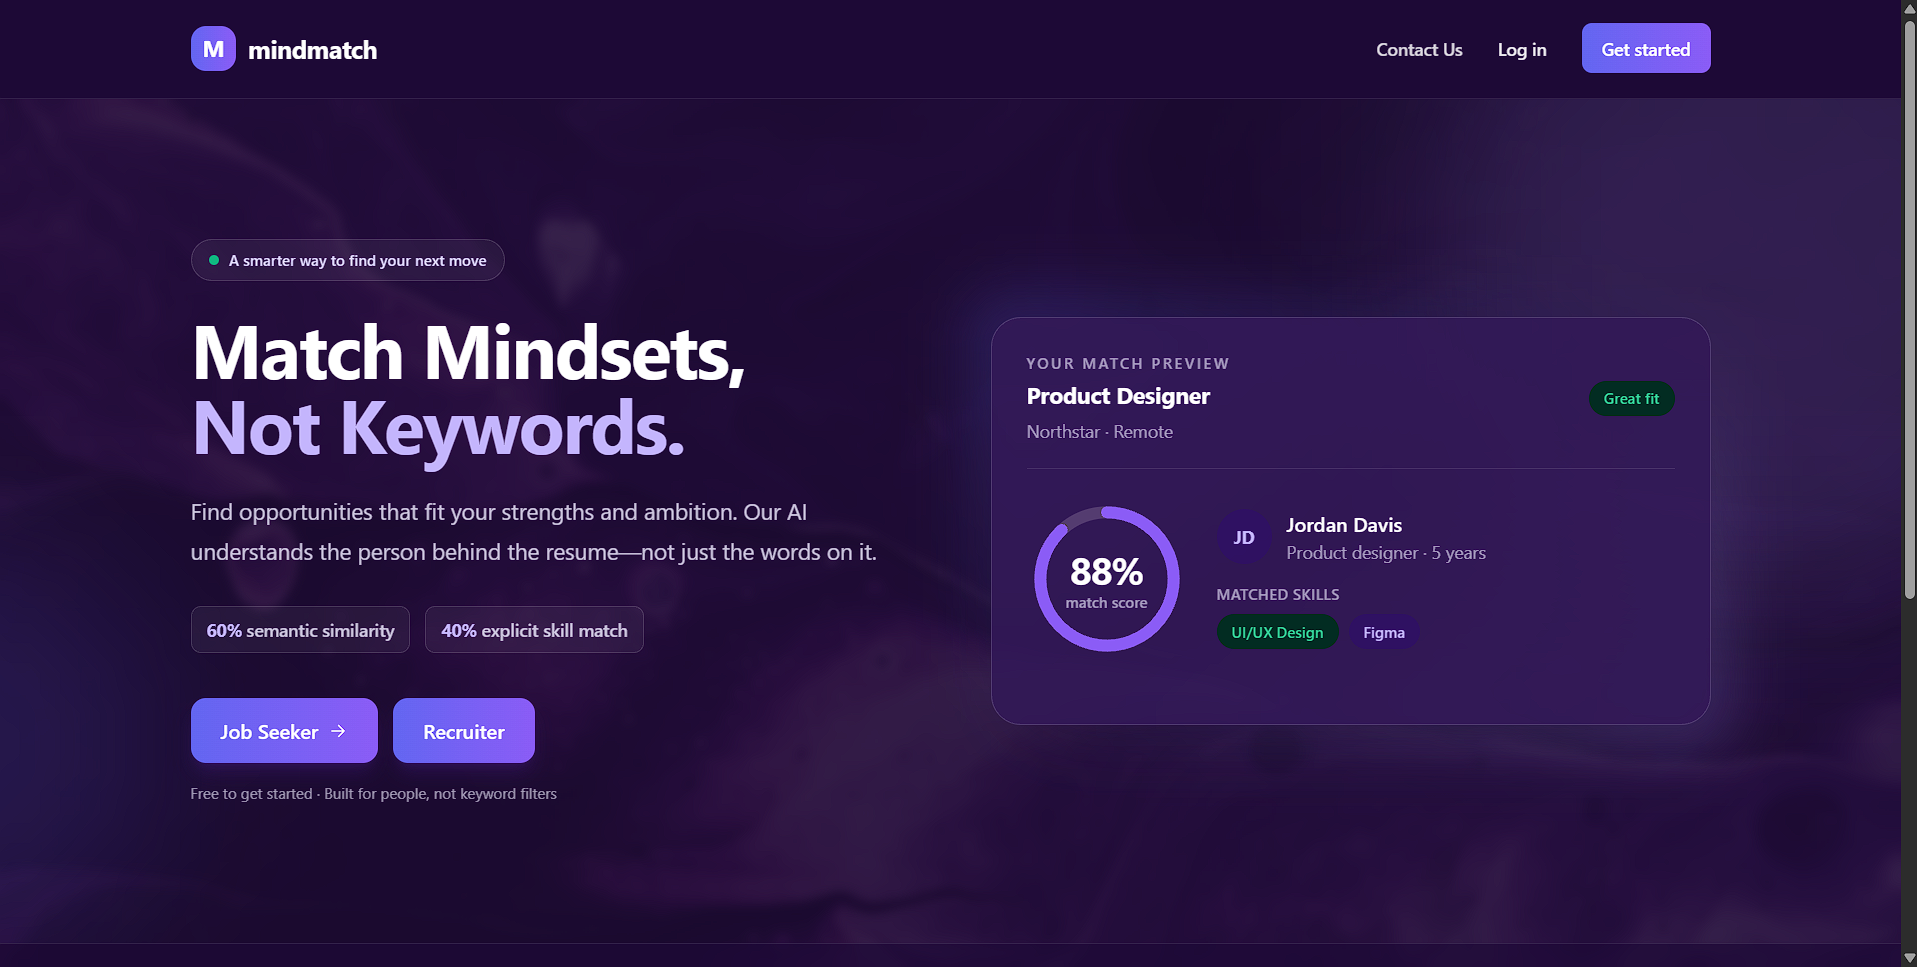 M mindmatch
Contact Us
Log in
Get started
A smarter way to find your next move
Match Mindsets,
Not Keywords.
Find opportunities that fit your strengths and ambition. Our AI
understands the person behind the resume—not just the words on it.
60% semantic similarity
40% explicit skill match
Job Seeker →
Recruiter
Free to get started · Built for people, not keyword filters
YOUR MATCH PREVIEW
Product Designer
Great fit
Northstar · Remote
88%
match score
JD
Jordan Davis
Product designer · 5 years
MATCHED SKILLS
UI/UX Design
Figma